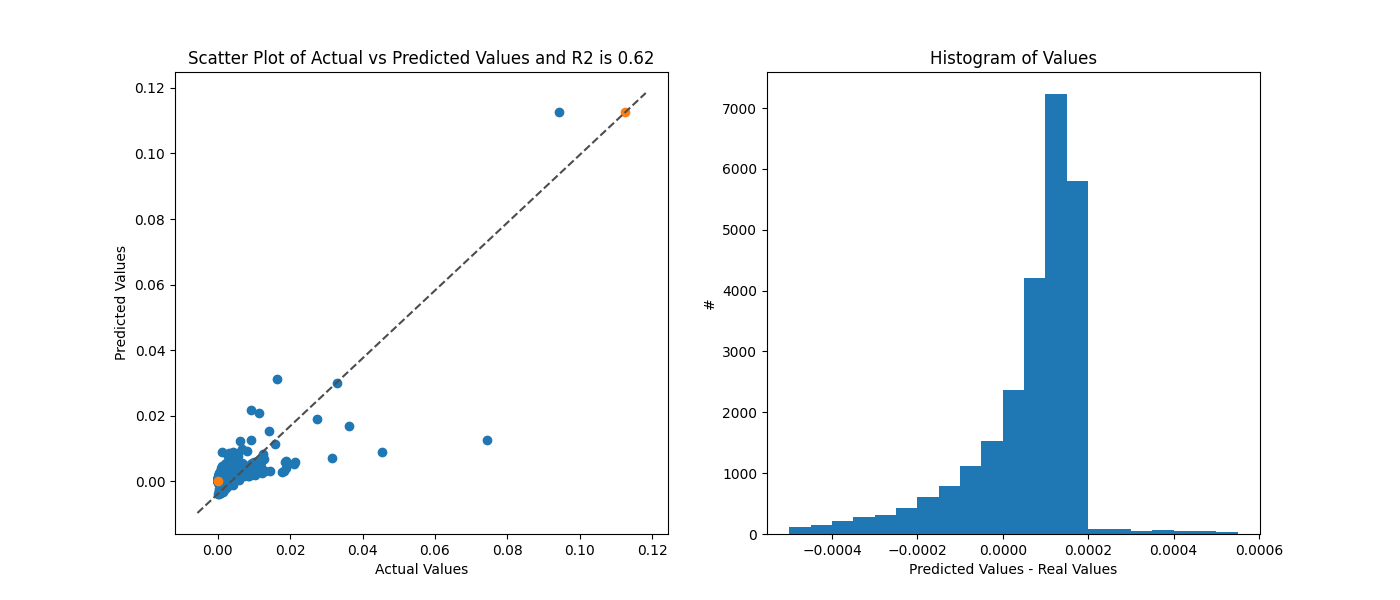 Scatter Plot of Actual vs Predicted Values and R2 is 0.62
0.12
0.10
0.08
0.06
0.04
0.02
0.00
Predicted Values
0.00 0.02 0.04 0.06 0.08 0.10 0.12
Actual Values
Histogram of Values
7000
6000
5000
4000
3000
2000
1000
0
#
−0.0004 −0.0002 0.0000 0.0002 0.0004 0.0006
Predicted Values - Real Values